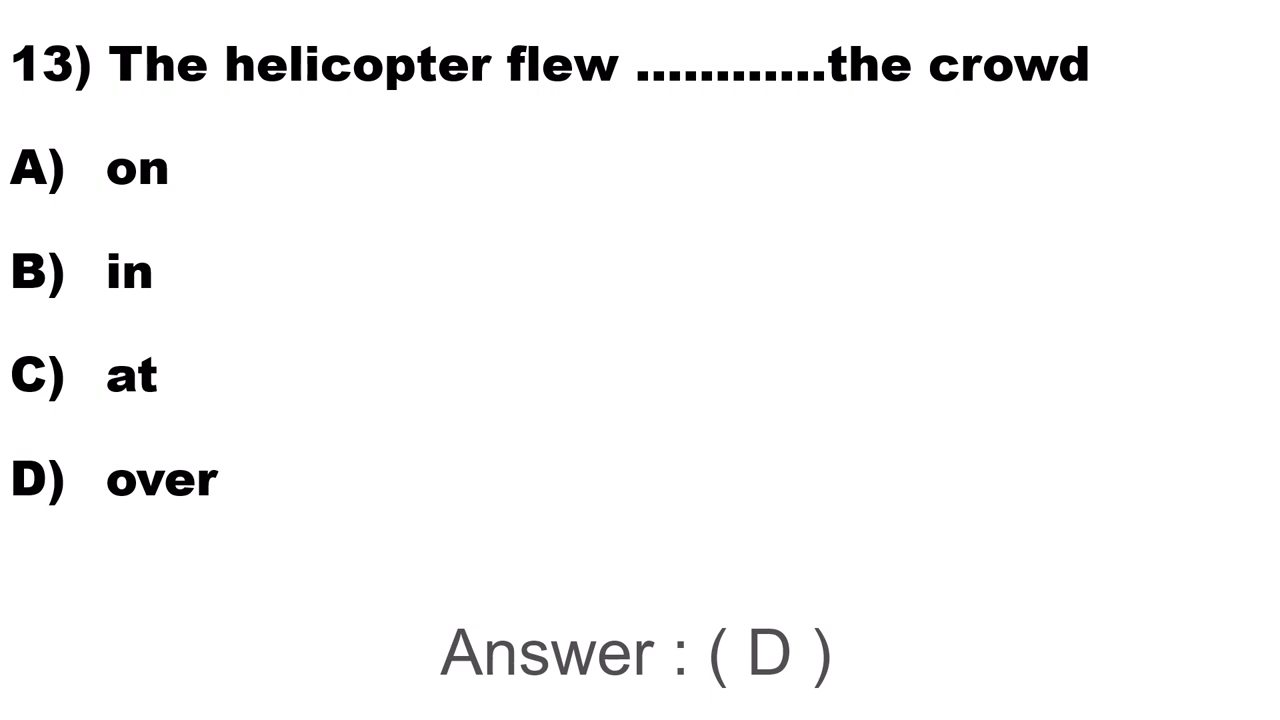 13) The helicopter flew ............the crowd
A) on
B) in
C) at
D) over
Answer : ( D )